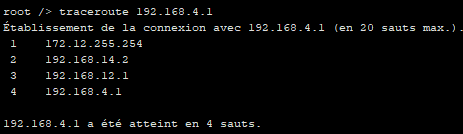 root /> traceroute 192.168.4.1
Établissement de la connexion avec 192.168.4.1 (en 20 sauts max.).
1 172.12.255.254
2 192.168.14.2
3 192.168.12.1
4 192.168.4.1
192.168.4.1 a été atteint en 4 sauts.